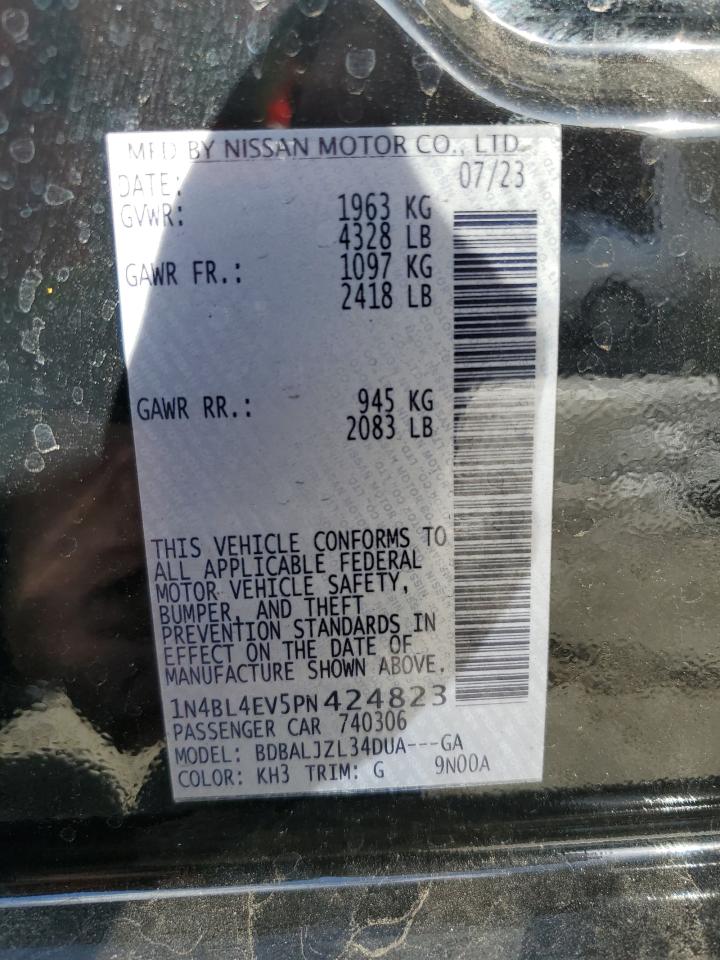 MFD BY NISSAN MOTOR CO., LTD.
DATE: 07/23
GVWR: 1963 KG
4328 LB
GAWR FR.: 1097 KG
2418 LB
GAWR RR.: 945 KG
2083 LB
THIS VEHICLE CONFORMS TO
ALL APPLICABLE FEDERAL
MOTOR VEHICLE SAFETY,
BUMPER, AND THEFT
PREVENTION STANDARDS IN
EFFECT ON THE DATE OF
MANUFACTURE SHOWN ABOVE.
1N4BL4EV5PN424823
PASSENGER CAR 740306
MODEL: BDBALJZL34DUA---GA
COLOR: KH3 TRIM: G 9N00A